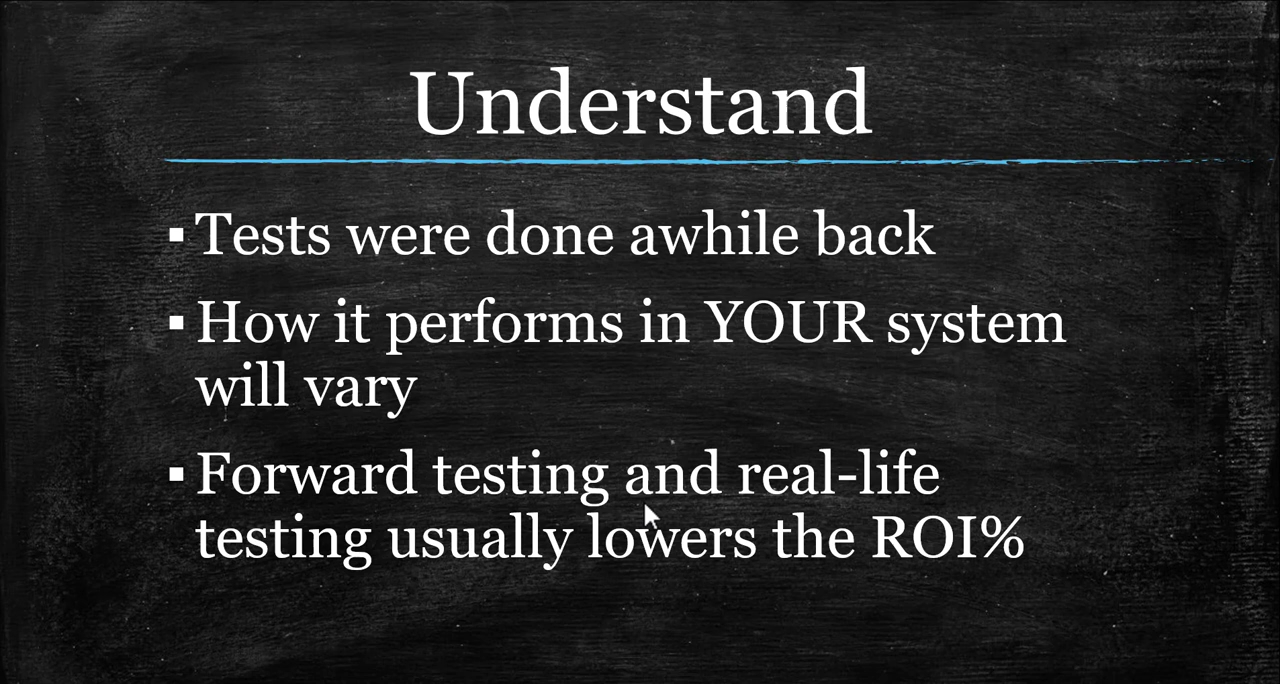 Understand
▪ Tests were done awhile back
▪ How it performs in YOUR system
will vary
▪ Forward testing and real-life
testing usually lowers the ROI%